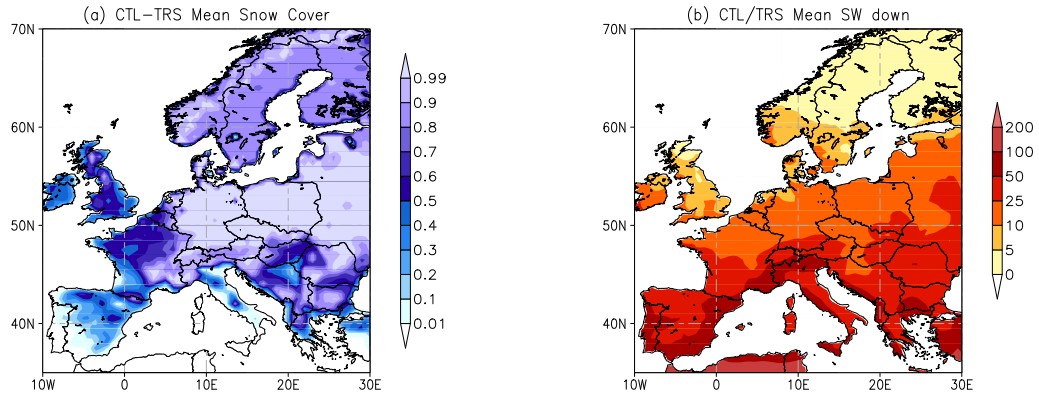 (a) CTL-TRS Mean Snow Cover
70N
60N
50N
40N
10W 0 10E 20E 30E
0.99
0.9
0.8
0.7
0.6
0.5
0.4
0.3
0.2
0.1
0.01
(b) CTL/TRS Mean SW down
70N
60N
50N
40N
10W 0 10E 20E 30E
200
100
50
25
10
5
0